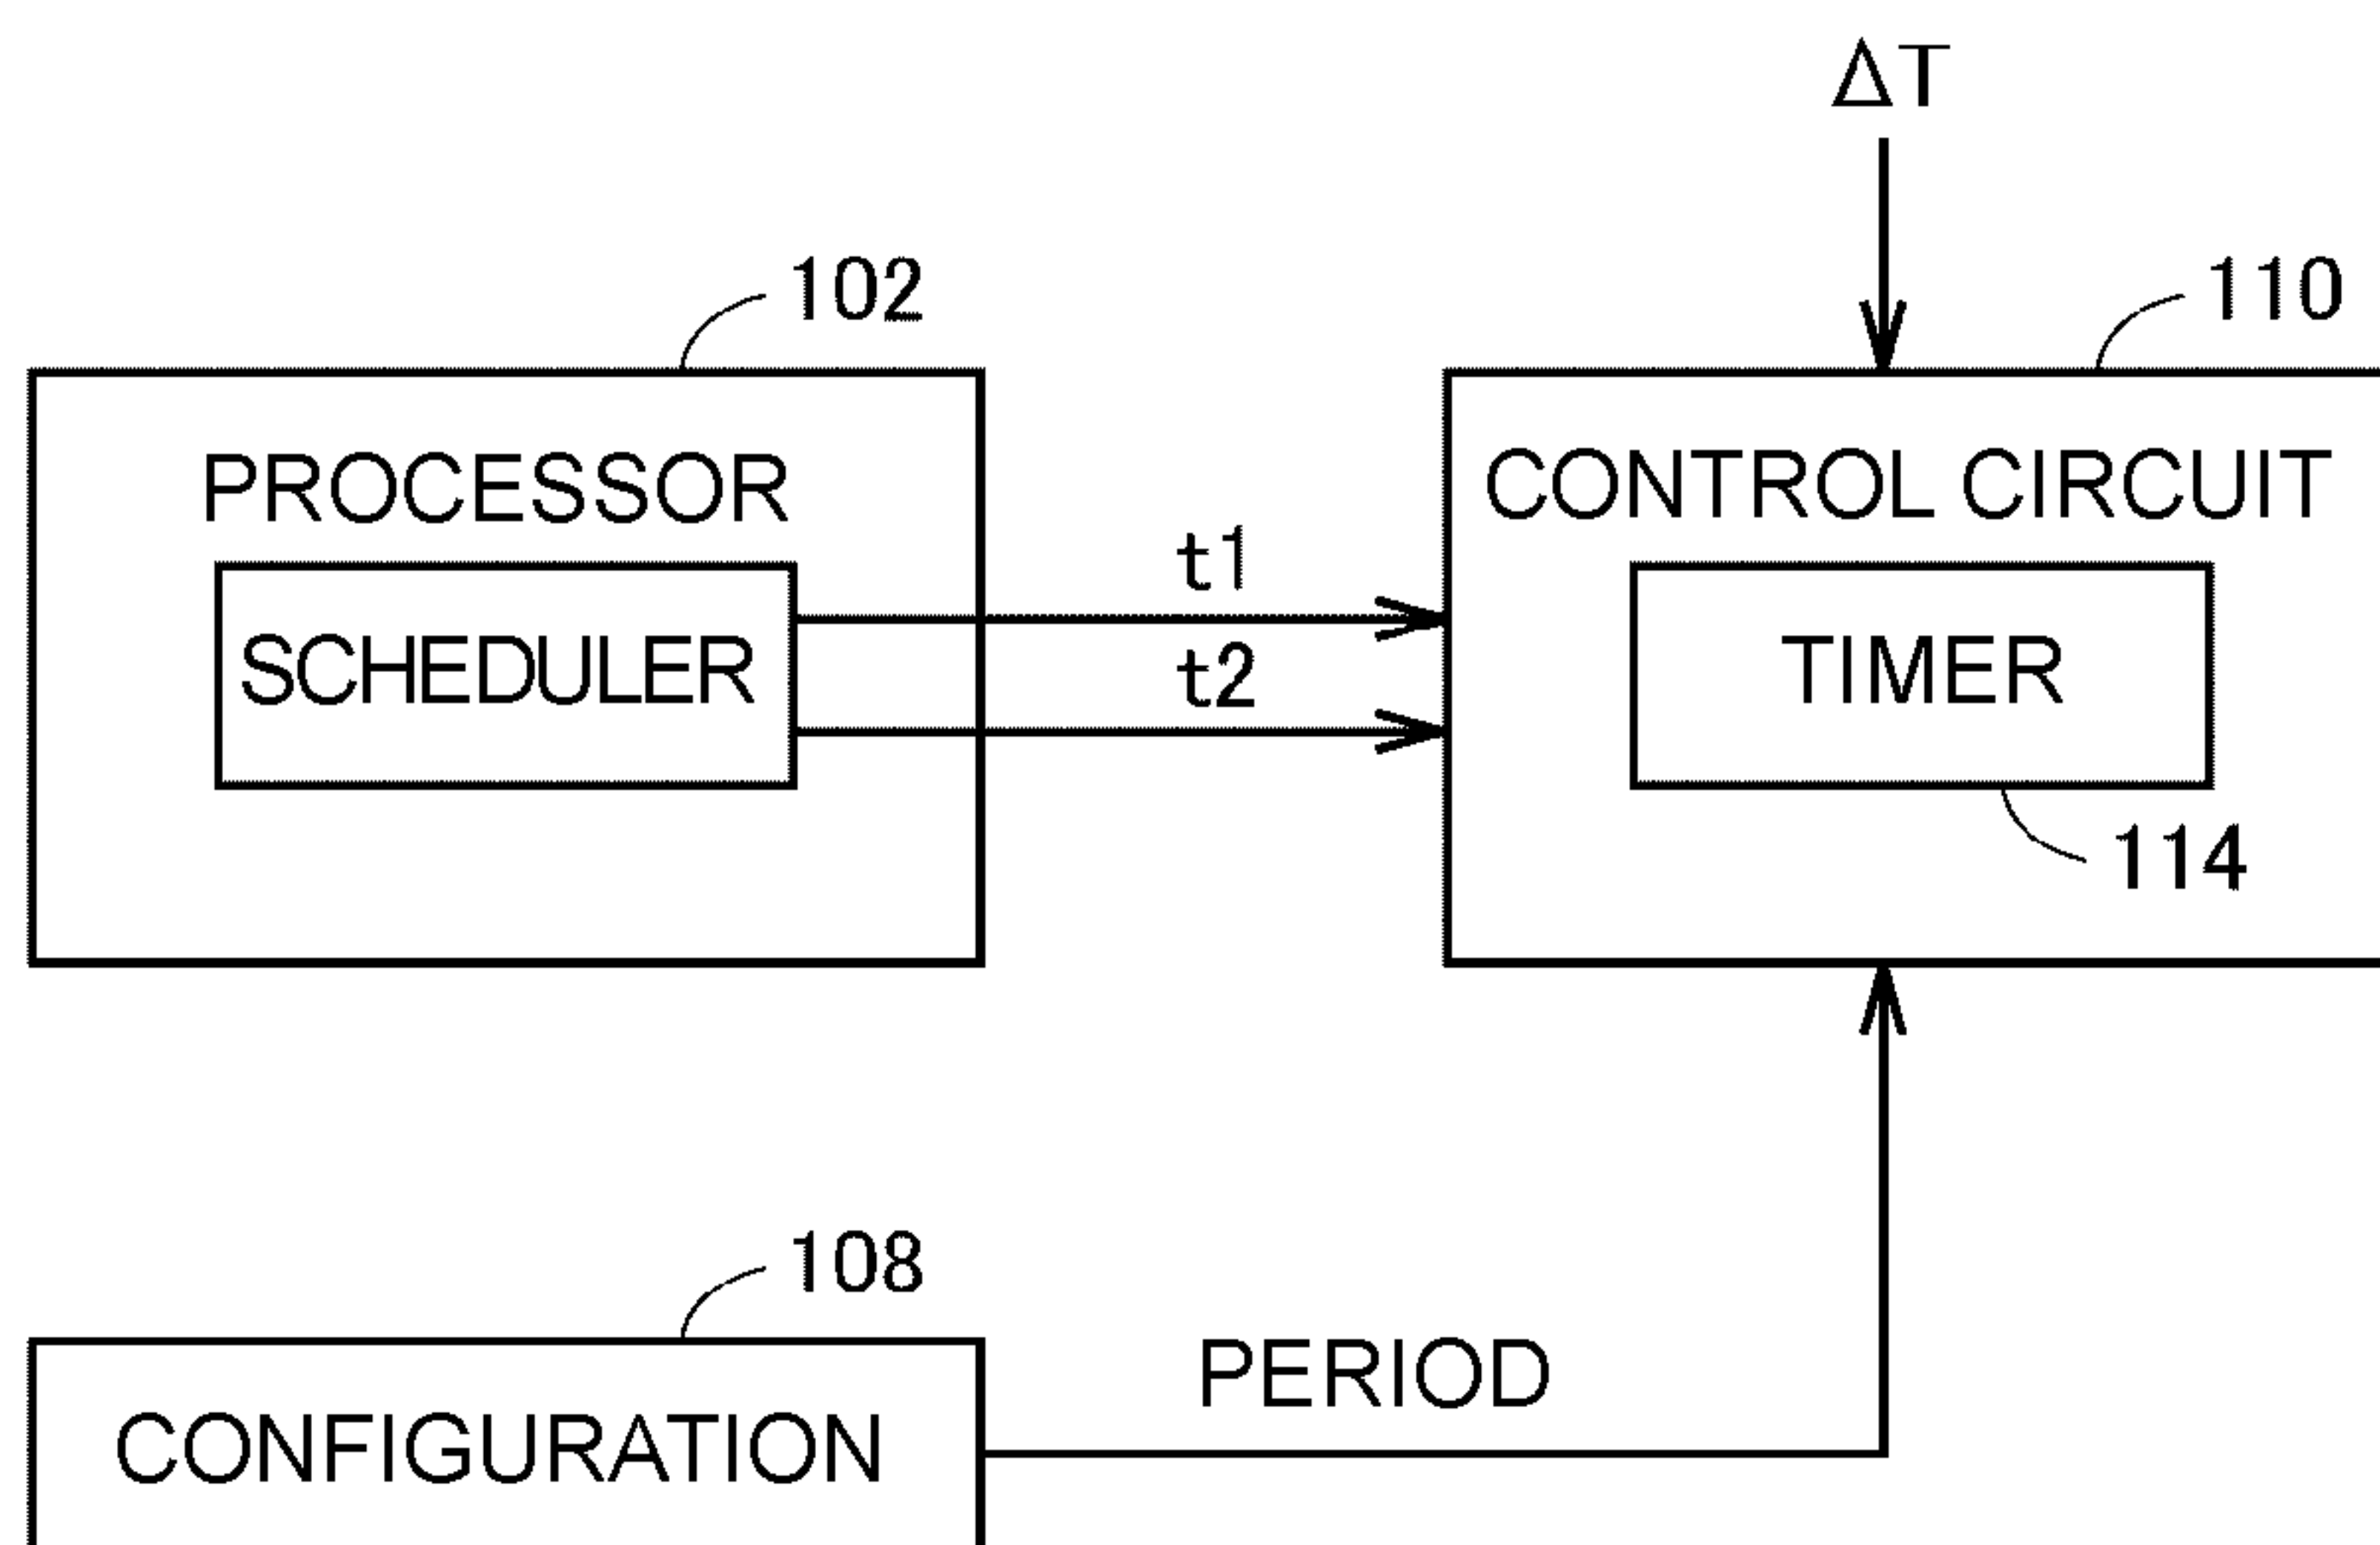 ΔT
102
110
PROCESSOR
CONTROL CIRCUIT
t1
SCHEDULER
t2
TIMER
114
108
PERIOD
CONFIGURATION